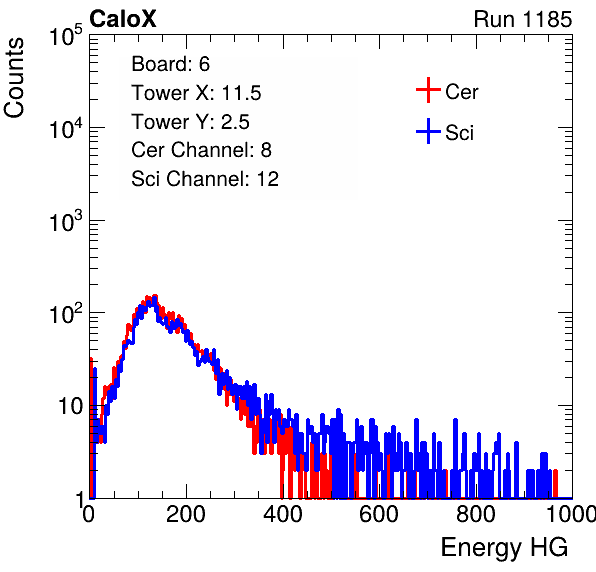 CaloX Run 1185
Counts
10^5
10^4
10^3
10^2
10
1
Board: 6
Tower X: 11.5
Tower Y: 2.5
Cer Channel: 8
Sci Channel: 12
Cer
Sci
0 200 400 600 800 1000
Energy HG